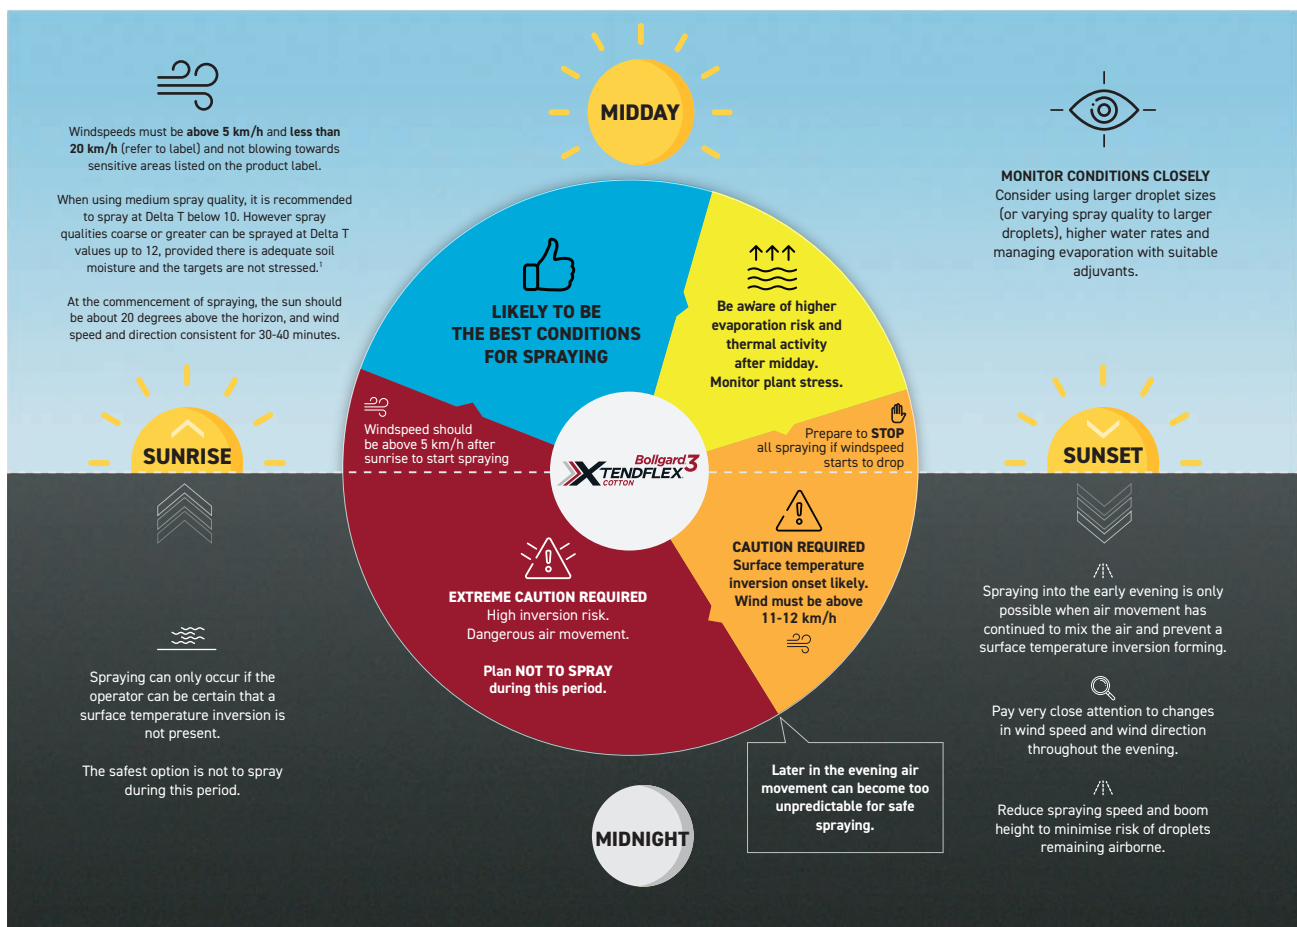 MIDDAY
Windspeeds must be above 5 km/h and less than
20 km/h (refer to label) and not blowing towards
sensitive areas listed on the product label.
When using medium spray quality, it is recommended
to spray at Delta T below 10. However spray
qualities coarse or greater can be sprayed at Delta T
values up to 12, provided there is adequate soil
moisture and the targets are not stressed.¹
At the commencement of spraying, the sun should
be about 20 degrees above the horizon, and wind
speed and direction consistent for 30-40 minutes.
MONITOR CONDITIONS CLOSELY
Consider using larger droplet sizes
(or varying spray quality to larger
droplets), higher water rates and
managing evaporation with suitable
adjuvants.
LIKELY TO BE
THE BEST CONDITIONS
FOR SPRAYING
Be aware of higher
evaporation risk and
thermal activity
after midday.
Monitor plant stress.
SUNRISE
Windspeed should
be above 5 km/h after
sunrise to start spraying
Bollgard 3
XTENDFLEX
COTTON
Prepare to STOP
all spraying if windspeed
starts to drop
SUNSET
EXTREME CAUTION REQUIRED
High inversion risk.
Dangerous air movement.
Plan NOT TO SPRAY
during this period.
CAUTION REQUIRED
Surface temperature
inversion onset likely.
Wind must be above
11-12 km/h
Spraying can only occur if the
operator can be certain that a
surface temperature inversion is
not present.
The safest option is not to spray
during this period.
Spraying into the early evening is only
possible when air movement has
continued to mix the air and prevent a
surface temperature inversion forming.
Pay very close attention to changes
in wind speed and wind direction
throughout the evening.
Reduce spraying speed and boom
height to minimise risk of droplets
remaining airborne.
Later in the evening air
movement can become too
unpredictable for safe
spraying.
MIDNIGHT